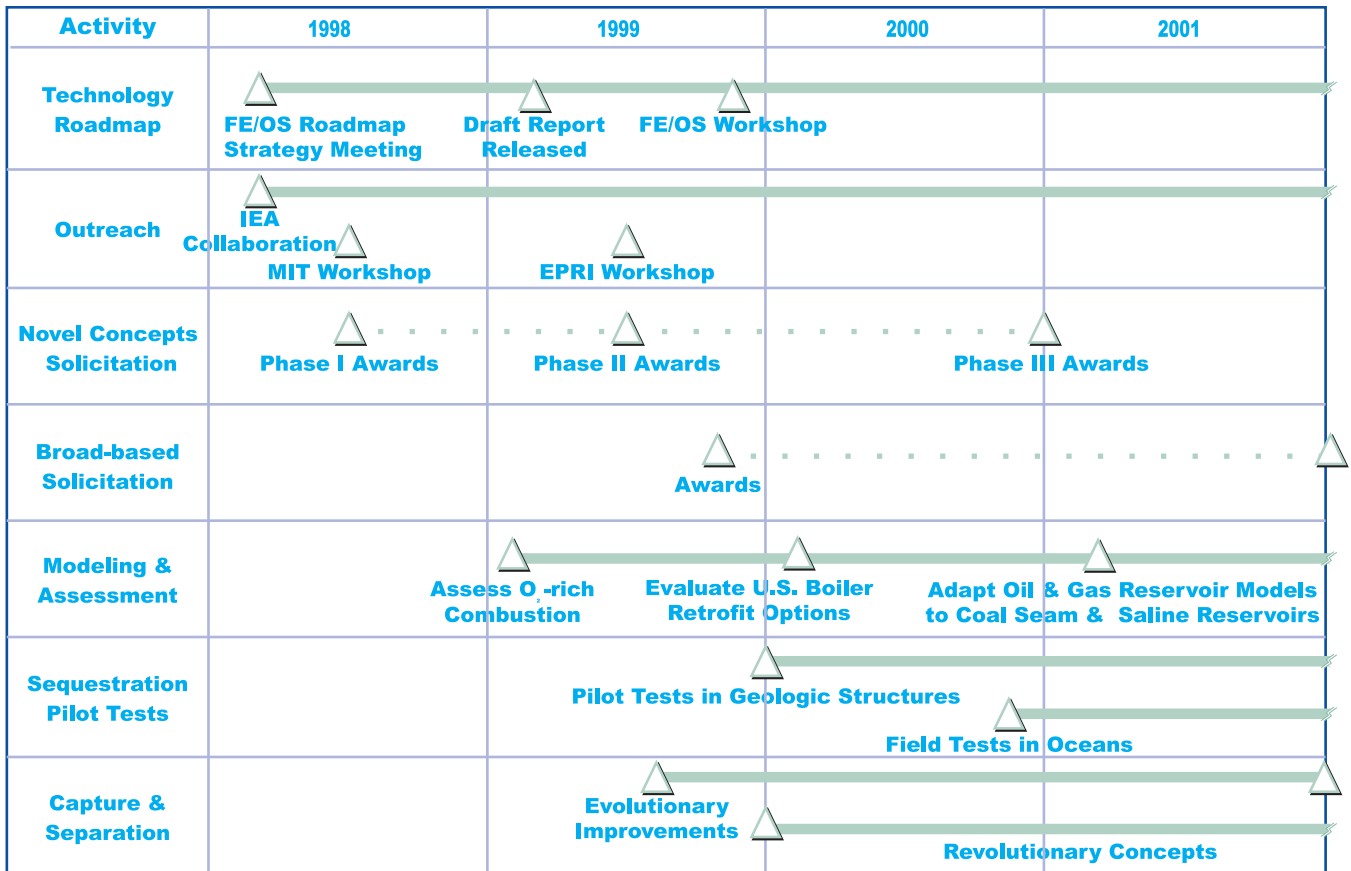 Activity 1998 1999 2000 2001
Technology
Roadmap
FE/OS Roadmap
Strategy Meeting
Draft Report
Released
FE/OS Workshop
Outreach
IEA
Collaboration
MIT Workshop
EPRI Workshop
Novel Concepts
Solicitation
Phase I Awards
Phase II Awards
Phase III Awards
Broad-based
Solicitation
Awards
Modeling &
Assessment
Assess O₂-rich
Combustion
Evaluate U.S. Boiler
Retrofit Options
Adapt Oil & Gas Reservoir Models
to Coal Seam & Saline Reservoirs
Sequestration
Pilot Tests
Pilot Tests in Geologic Structures
Field Tests in Oceans
Capture &
Separation
Evolutionary
Improvements
Revolutionary Concepts